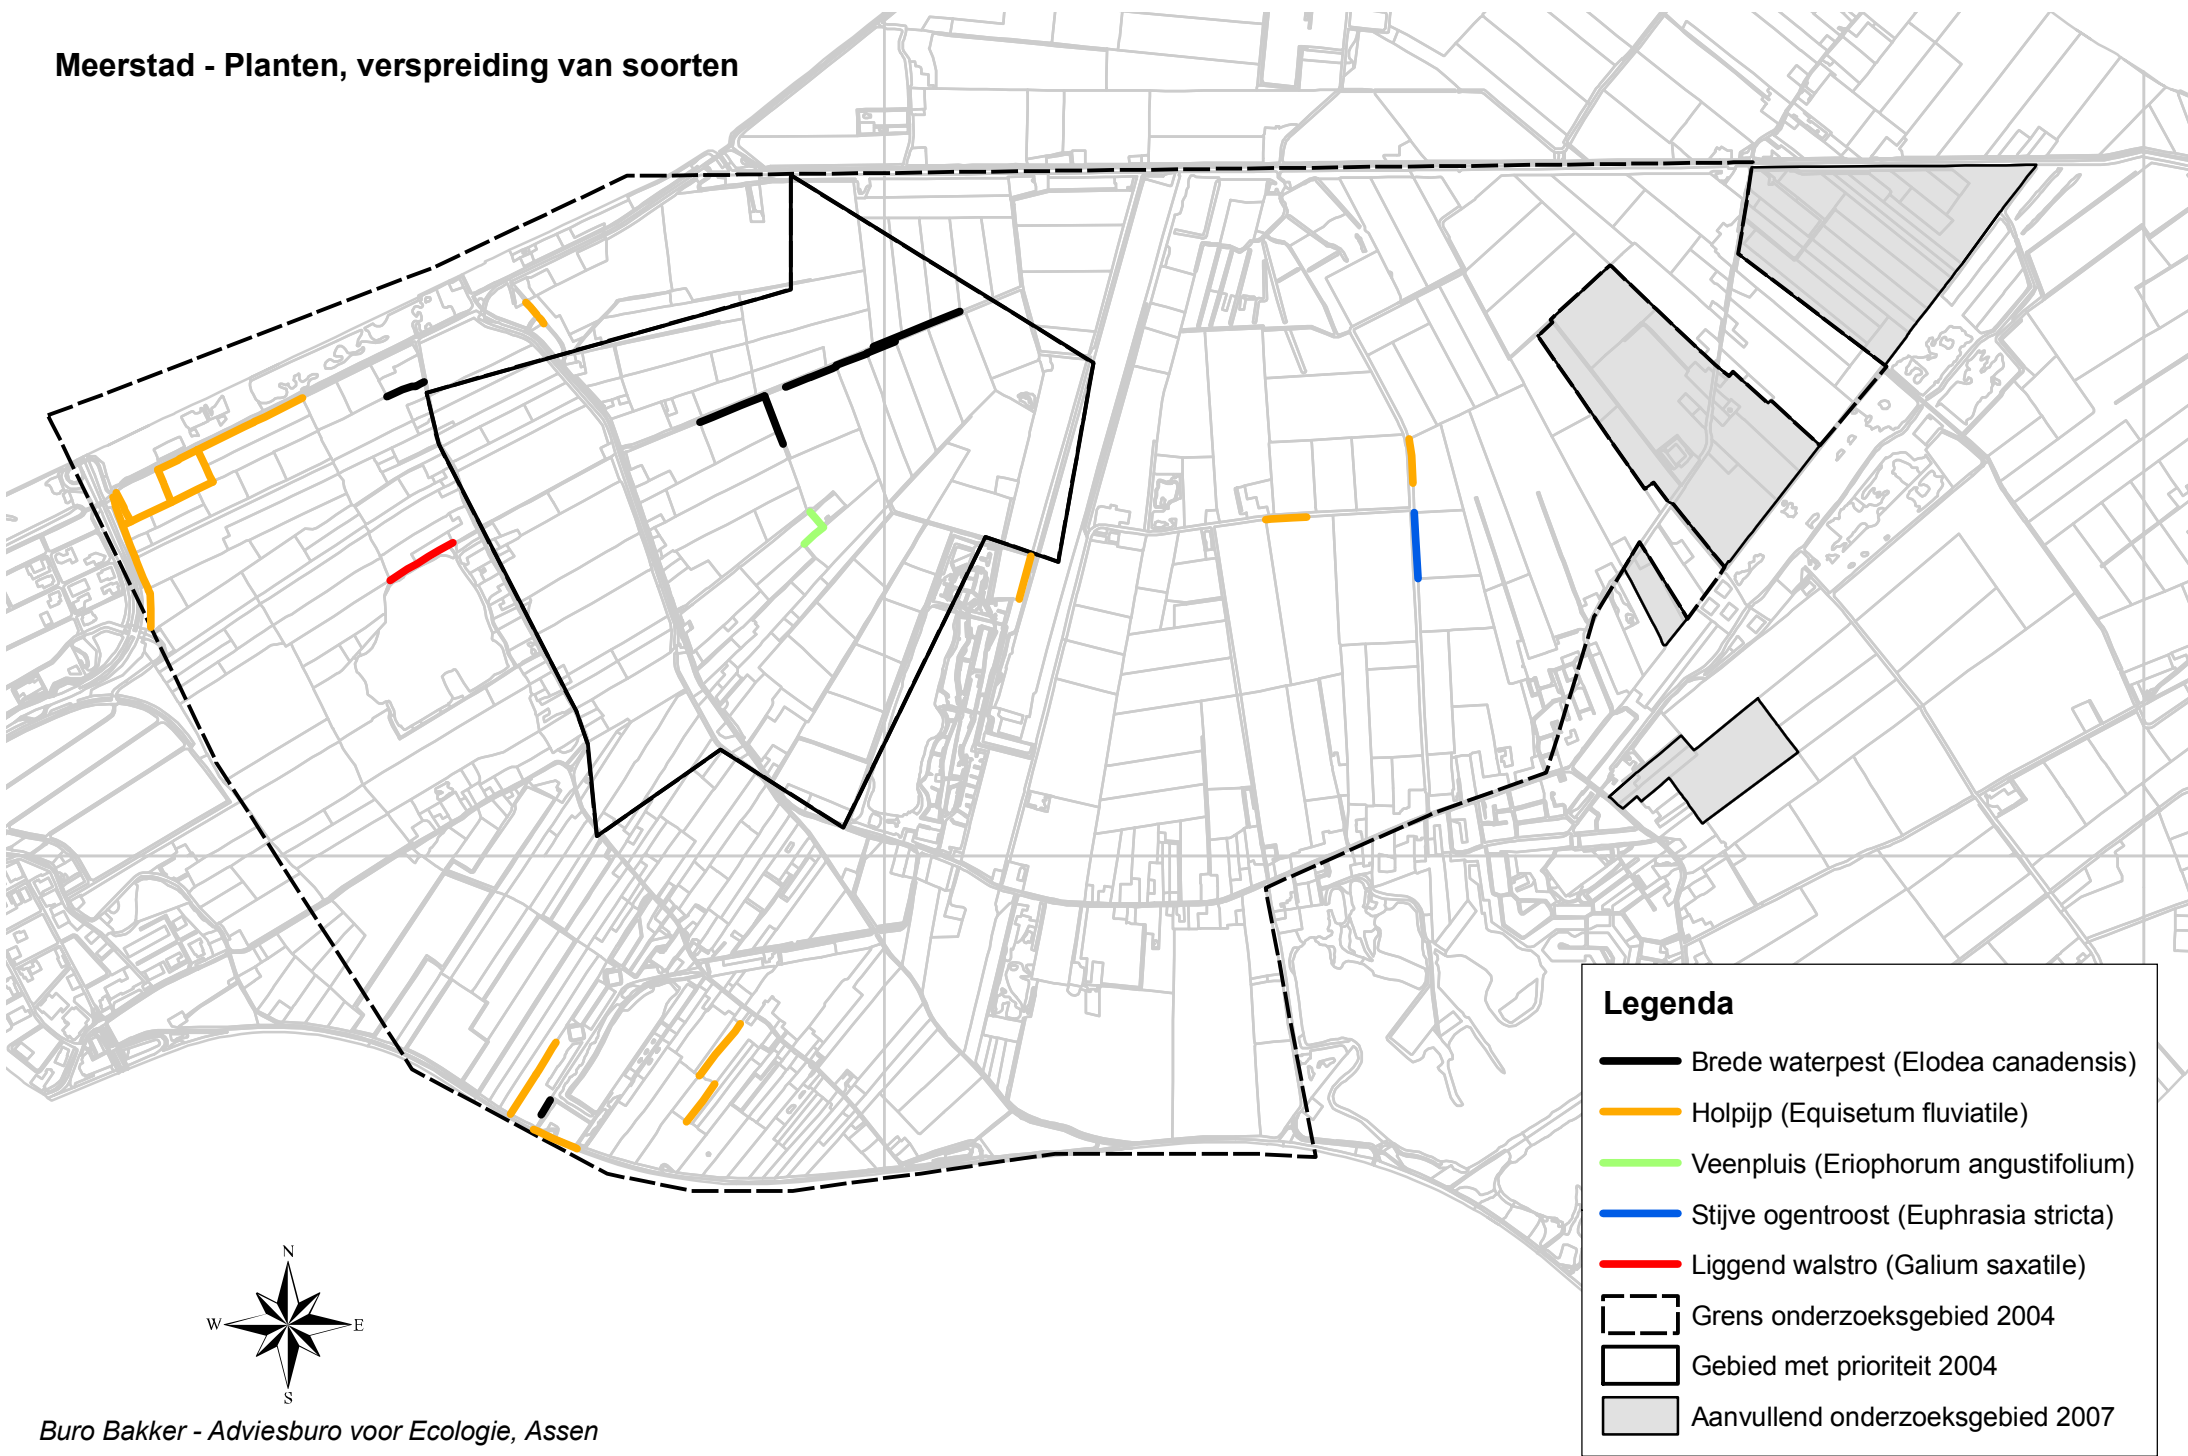 Meerstad - Planten, verspreiding van soorten
Legenda
Brede waterpest (Elodea canadensis)
Holpijp (Equisetum fluviatile)
Veenpluis (Eriophorum angustifolium)
Stijve ogentroost (Euphrasia stricta)
Liggend walstro (Galium saxatile)
Grens onderzoeksgebied 2004
Gebied met prioriteit 2004
Aanvullend onderzoeksgebied 2007
N
W E
S
Buro Bakker - Adviesburo voor Ecologie, Assen